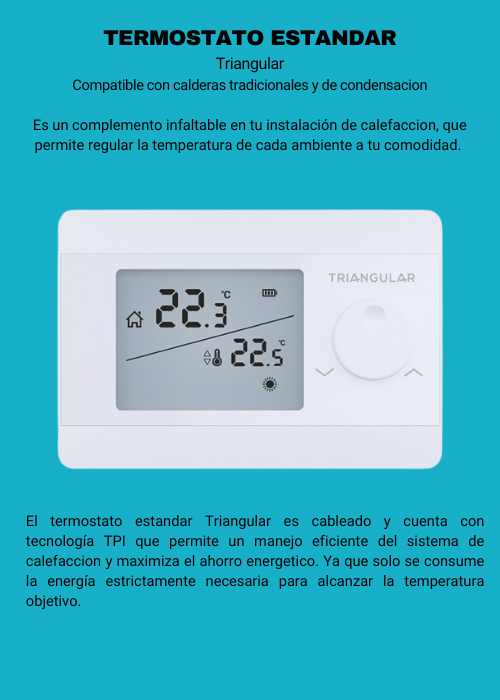 TERMOSTATO ESTANDAR
Triangular
Compatible con calderas tradicionales y de condensacion
Es un complemento infaltable en tu instalación de calefaccion, que
permite regular la temperatura de cada ambiente a tu comodidad.
TRIANGULAR
22.3 °C
22.5 °C
El termostato estandar Triangular es cableado y cuenta con
tecnología TPI que permite un manejo eficiente del sistema de
calefaccion y maximiza el ahorro energetico. Ya que solo se consume
la energía estrictamente necesaria para alcanzar la temperatura
objetivo.